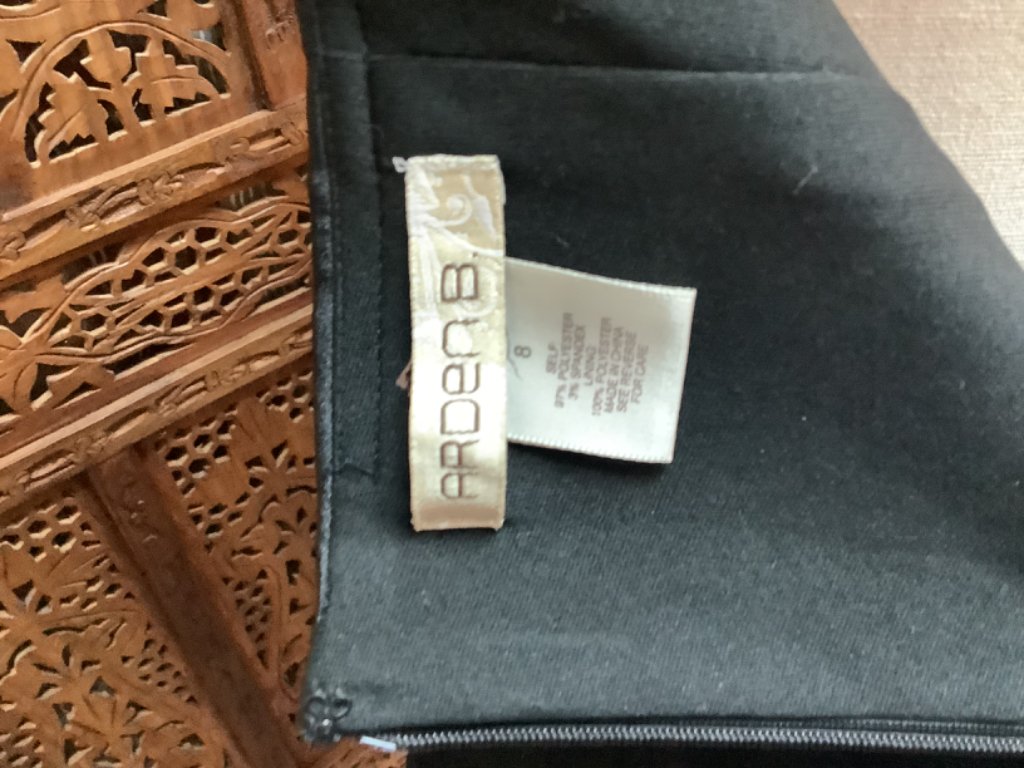 ARDen B.
8
SELF
97% POLYESTER
3% SPANDEX
LINING
100% POLYESTER
MADE IN CHINA
SEE REVERSE
FOR CARE